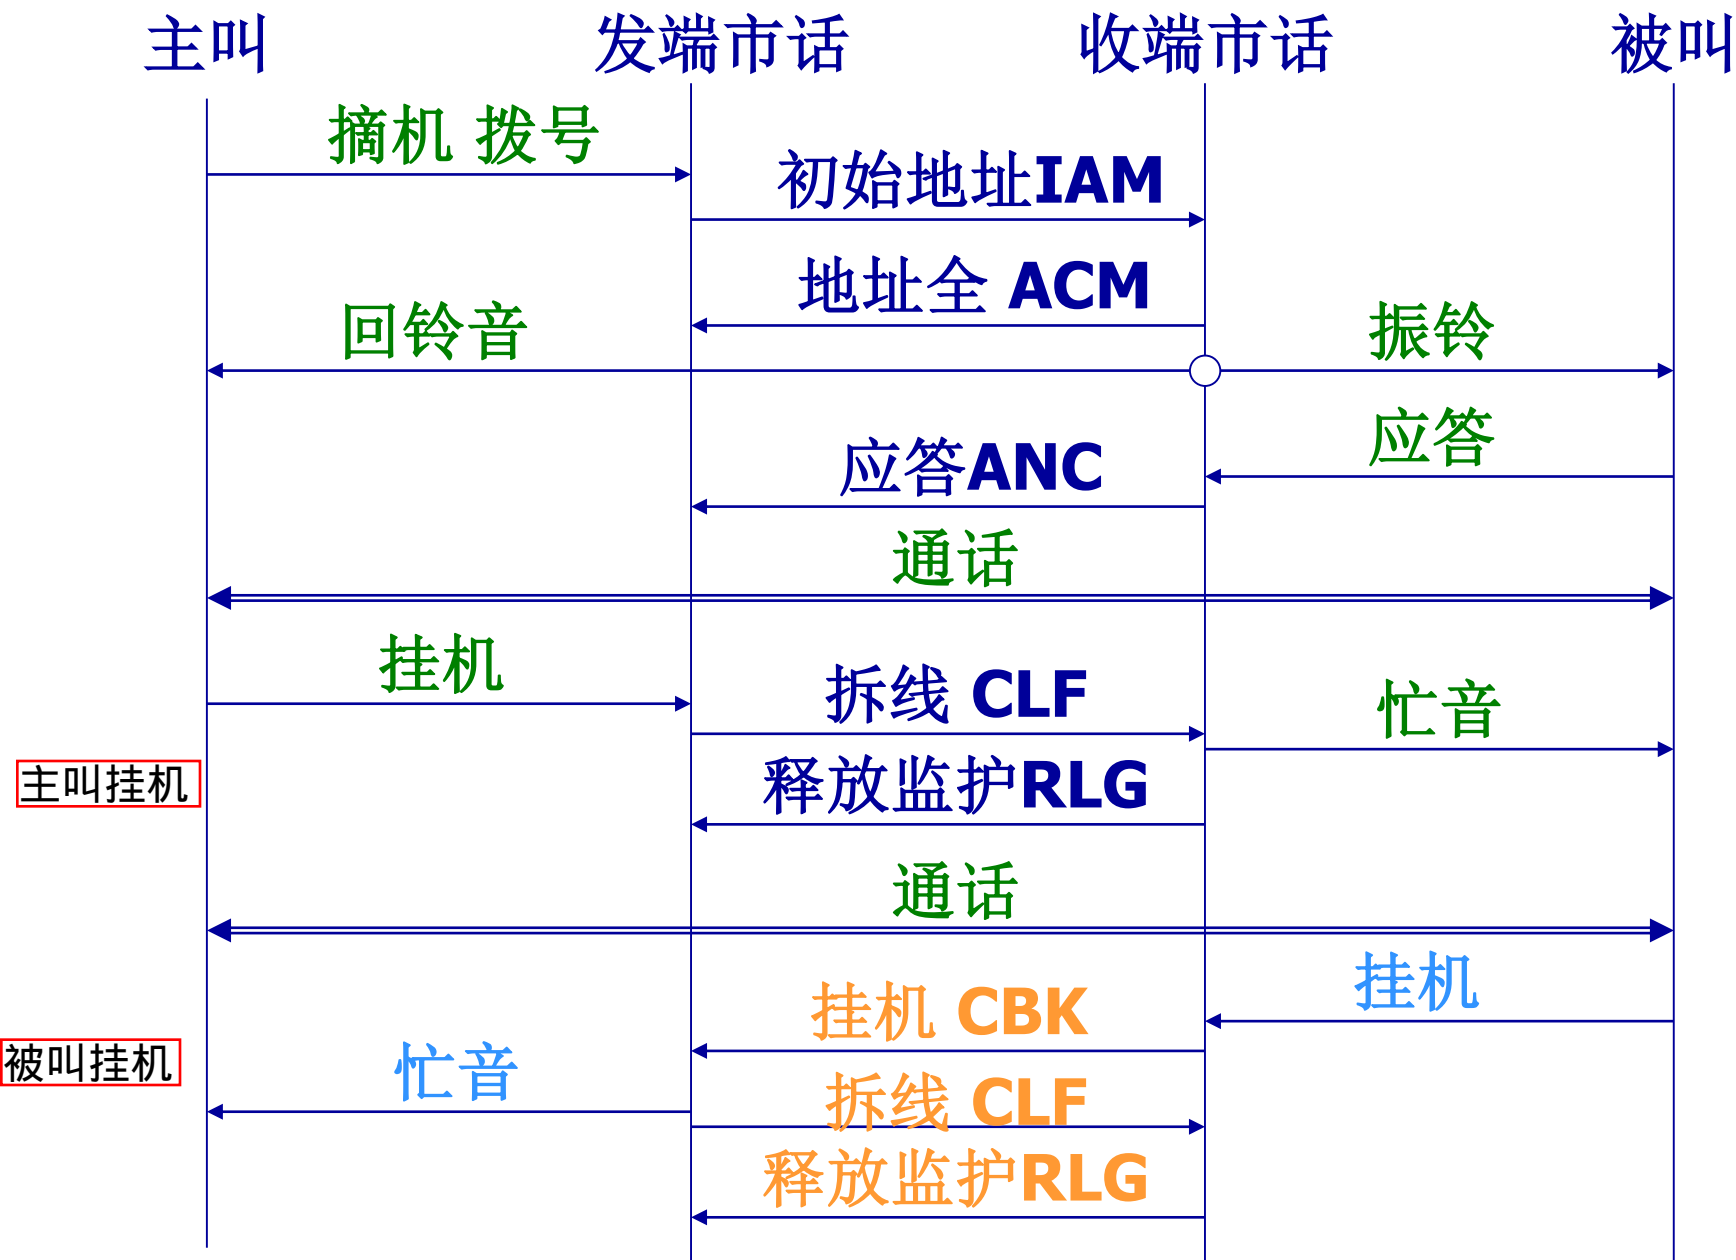 主叫 发端市话 收端市话 被叫
摘机 拨号
初始地址IAM
地址全 ACM
回铃音 振铃
应答
应答ANC
通话
挂机
拆线 CLF
忙音
主叫挂机
释放监护RLG
通话
挂机
挂机 CBK
被叫挂机
忙音
拆线 CLF
释放监护RLG